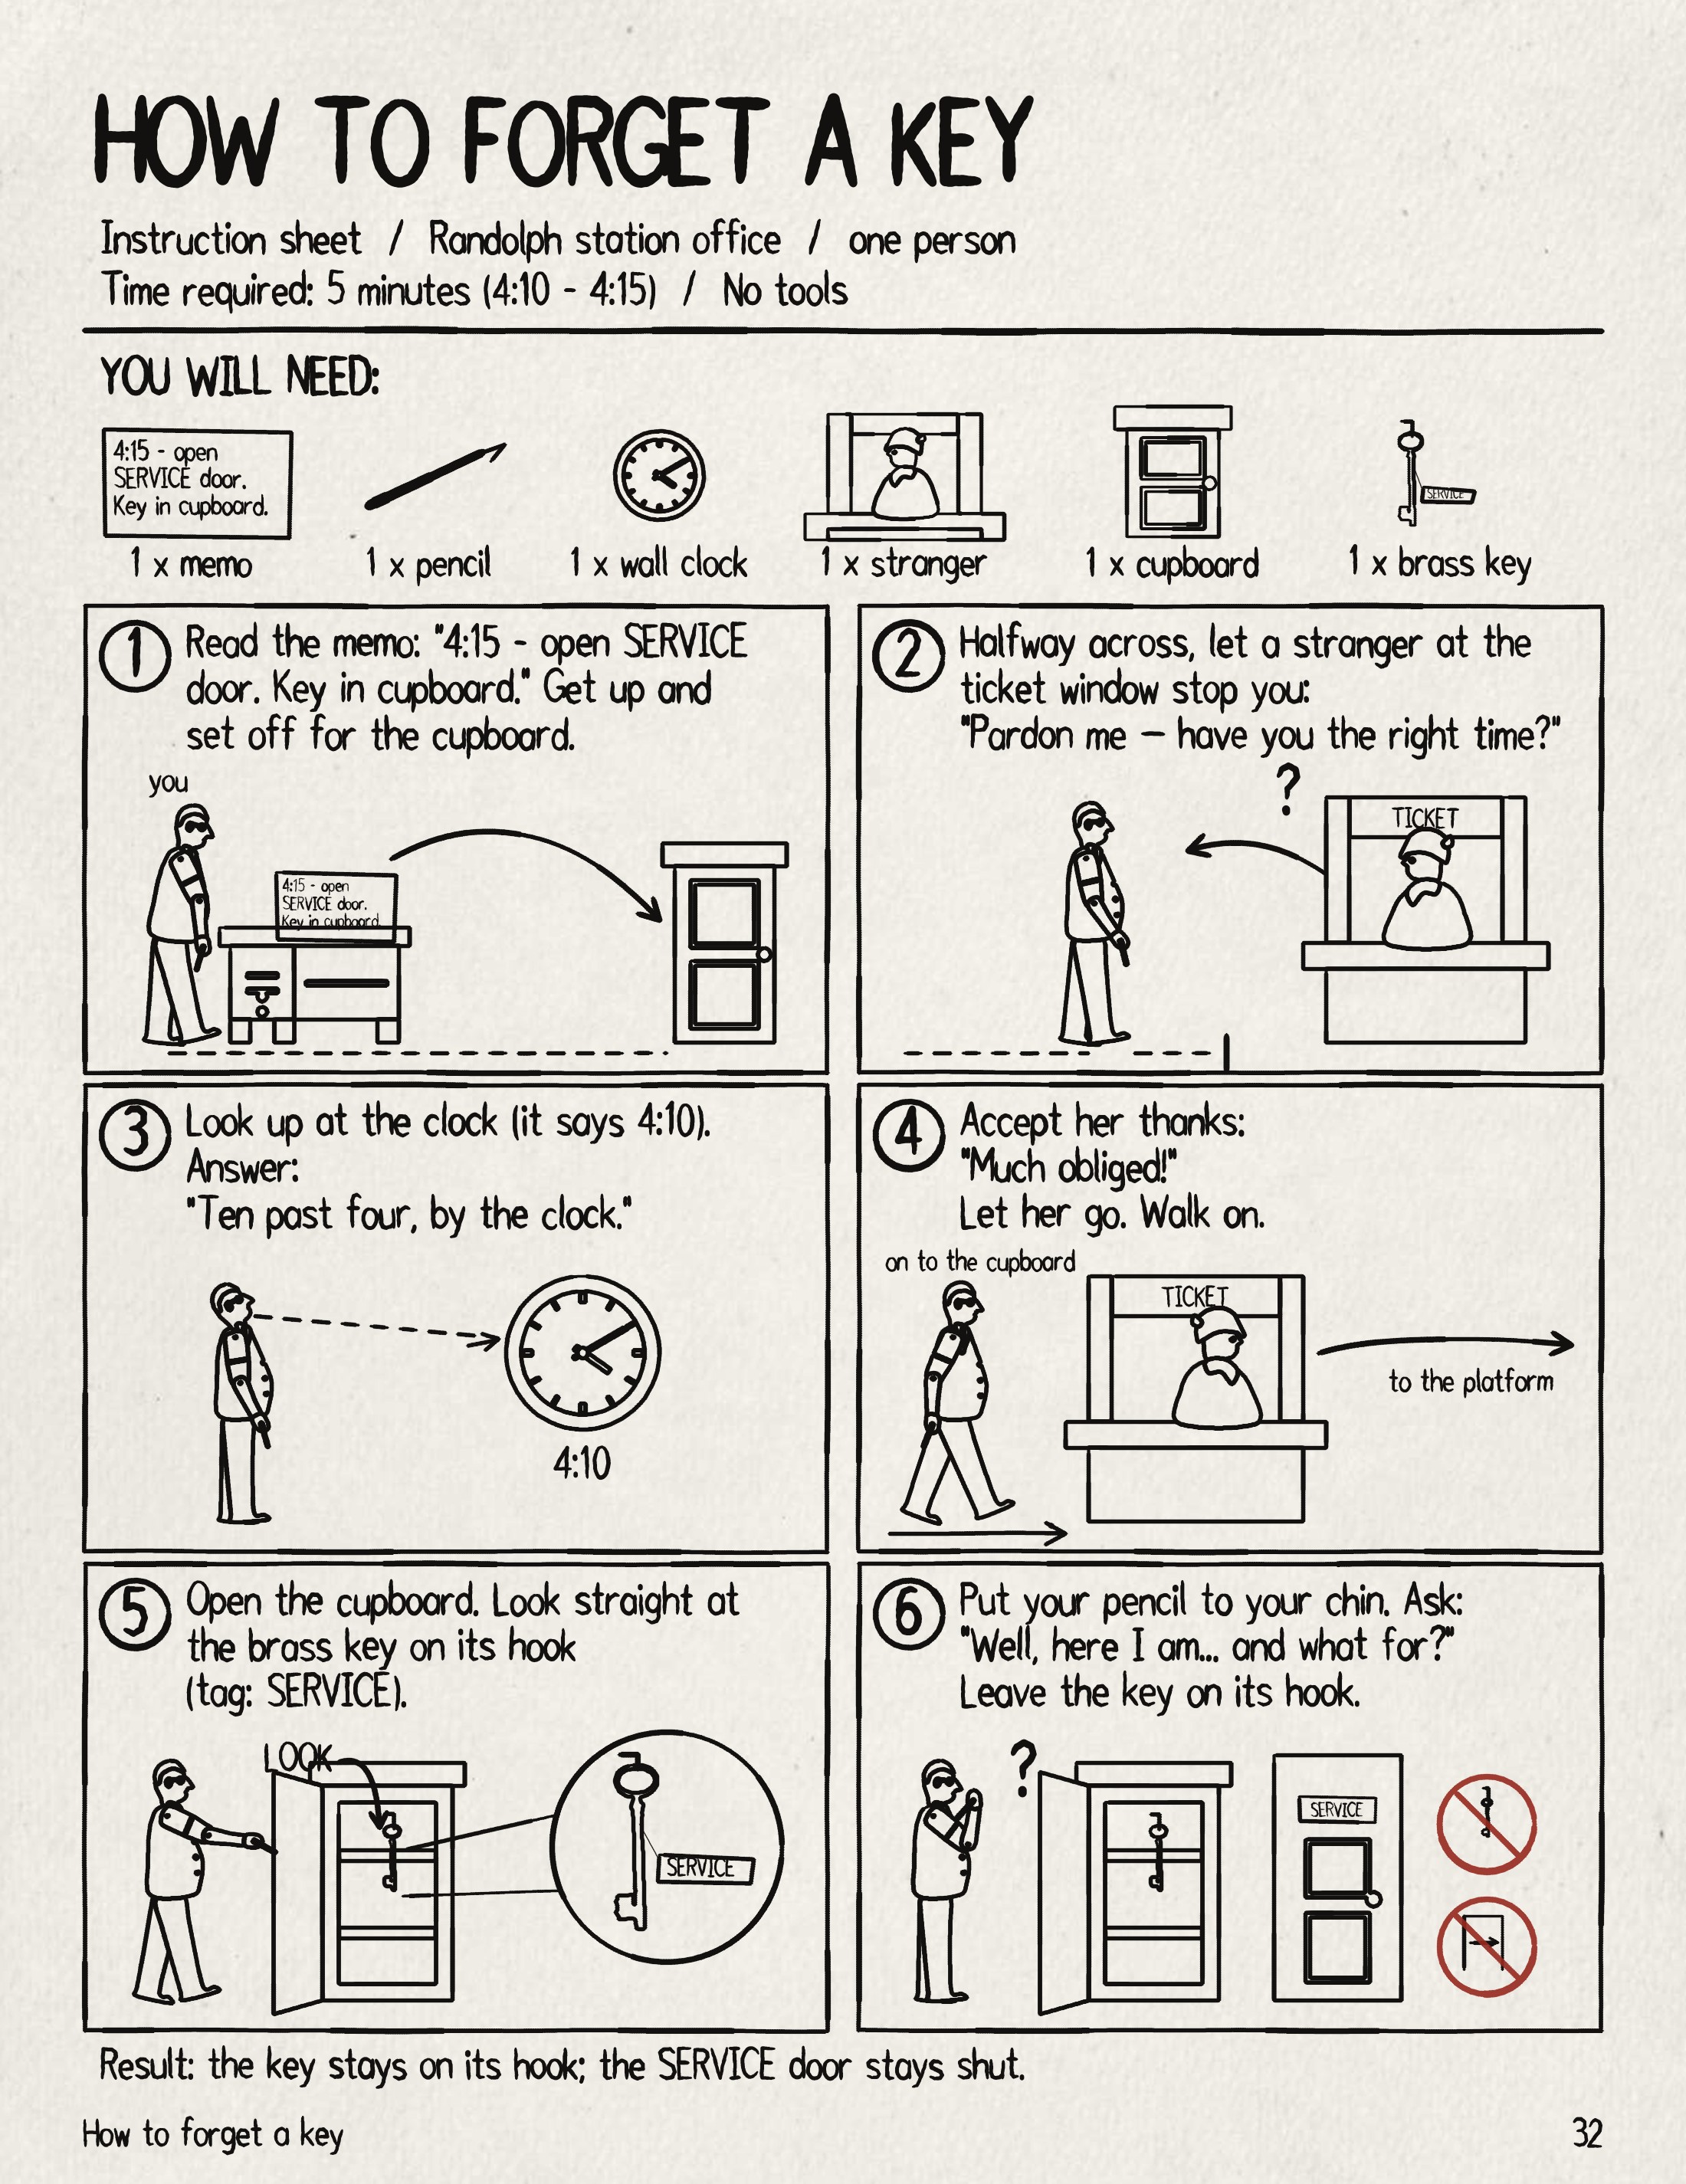 HOW TO FORGET A KEY
Instruction sheet / Randolph station office / one person
Time required: 5 minutes (4:10 - 4:15) / No tools
YOU WILL NEED:
4:15 - open
SERVICE door.
Key in cupboard.
SERVICE
1 x memo
1 x pencil
1 x wall clock
1 x stranger
1 x cupboard
1 x brass key
1
Read the memo: "4:15 - open SERVICE
door. Key in cupboard." Get up and
set off for the cupboard.
you
4:15 - open
SERVICE door.
Key in cupboard.
2
Halfway across, let a stranger at the
ticket window stop you:
"Pardon me – have you the right time?"
?
TICKET
3
Look up at the clock (it says 4:10).
Answer:
"Ten past four, by the clock."
4:10
4
Accept her thanks:
"Much obliged!"
Let her go. Walk on.
on to the cupboard
TICKET
to the platform
5
Open the cupboard. Look straight at
the brass key on its hook
(tag: SERVICE).
LOOK
SERVICE
6
Put your pencil to your chin. Ask:
"Well, here I am... and what for?"
Leave the key on its hook.
?
SERVICE
Result: the key stays on its hook; the SERVICE door stays shut.
How to forget a key
32